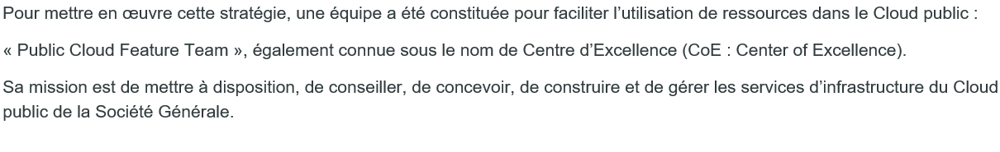 Pour mettre en œuvre cette stratégie, une équipe a été constituée pour faciliter l’utilisation de ressources dans le Cloud public :
« Public Cloud Feature Team », également connue sous le nom de Centre d’Excellence (CoE : Center of Excellence).
Sa mission est de mettre à disposition, de conseiller, de concevoir, de construire et de gérer les services d’infrastructure du Cloud
public de la Société Générale.